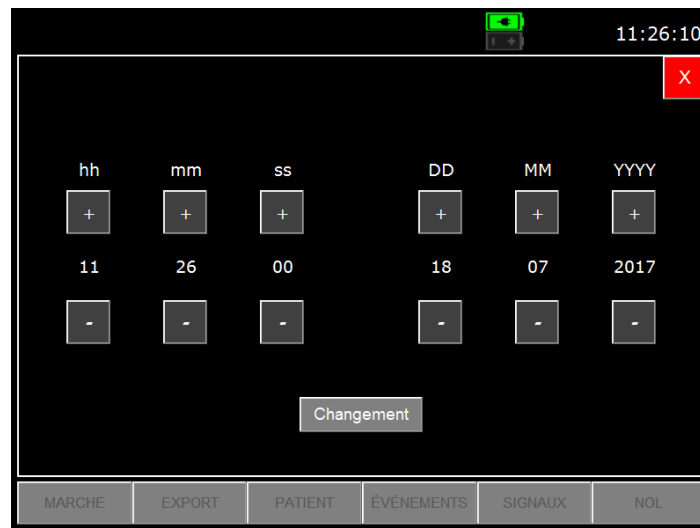 11:26:10
X
hh mm ss DD MM YYYY
+ + + + + +
11 26 00 18 07 2017
- - - - - -
Changement
MARCHE EXPORT PATIENT ÉVÉNEMENTS SIGNAUX NOL